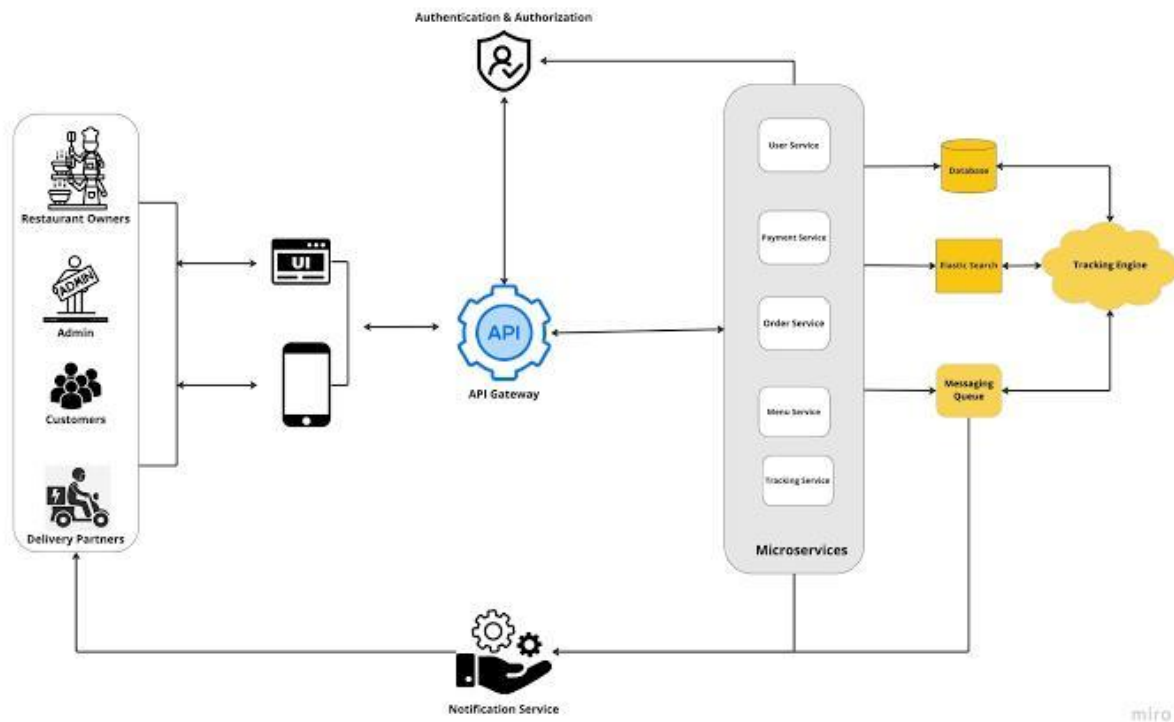 Authentication & Authorization
Restaurant Owners
ADMIN
Admin
Customers
Delivery Partners
UI
API
API Gateway
User Service
Payment Service
Order Service
Menu Service
Tracking Service
Microservices
Database
Elastic Search
Messaging
Queue
Tracking Engine
Notification Service
miro